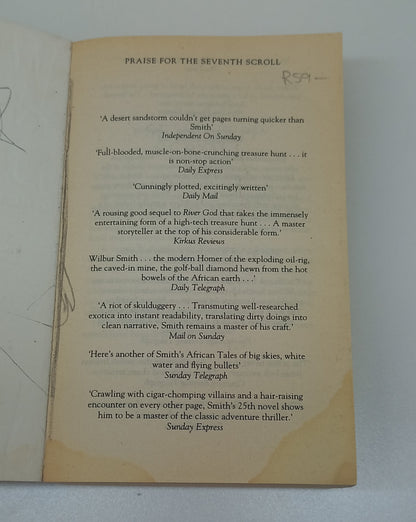 PRAISE FOR THE SEVENTH SCROLL
R59-
'A desert sandstorm couldn't get pages turning quicker than
Smith'
Independent On Sunday
'Full-blooded, muscle-on-bone-crunching treasure hunt . . . it
is non-stop action'
Daily Express
'Cunningly plotted, excitingly written'
Daily Mail
'A rousing good sequel to River God that takes the immensely
entertaining form of a high-tech treasure hunt . . . A master
storyteller at the top of his considerable form.'
Kirkus Reviews
Wilbur Smith . . . the modern Homer of the exploding oil-rig,
the caved-in mine, the golf-ball diamond hewn from the hot
bowels of the African earth . . .'
Daily Telegraph
'A riot of skulduggery . . . Transmuting well-researched
exotica into instant readability, translating dirty doings into
clean narrative, Smith remains a master of his craft.'
Mail on Sunday
'Here's another of Smith's African Tales of big skies, white
water and flying bullets'
Sunday Telegraph
'Crawling with cigar-chomping villains and a hair-raising
encounter on every other page, Smith's 25th novel shows
him to be a master of the classic adventure thriller.'
Sunday Express